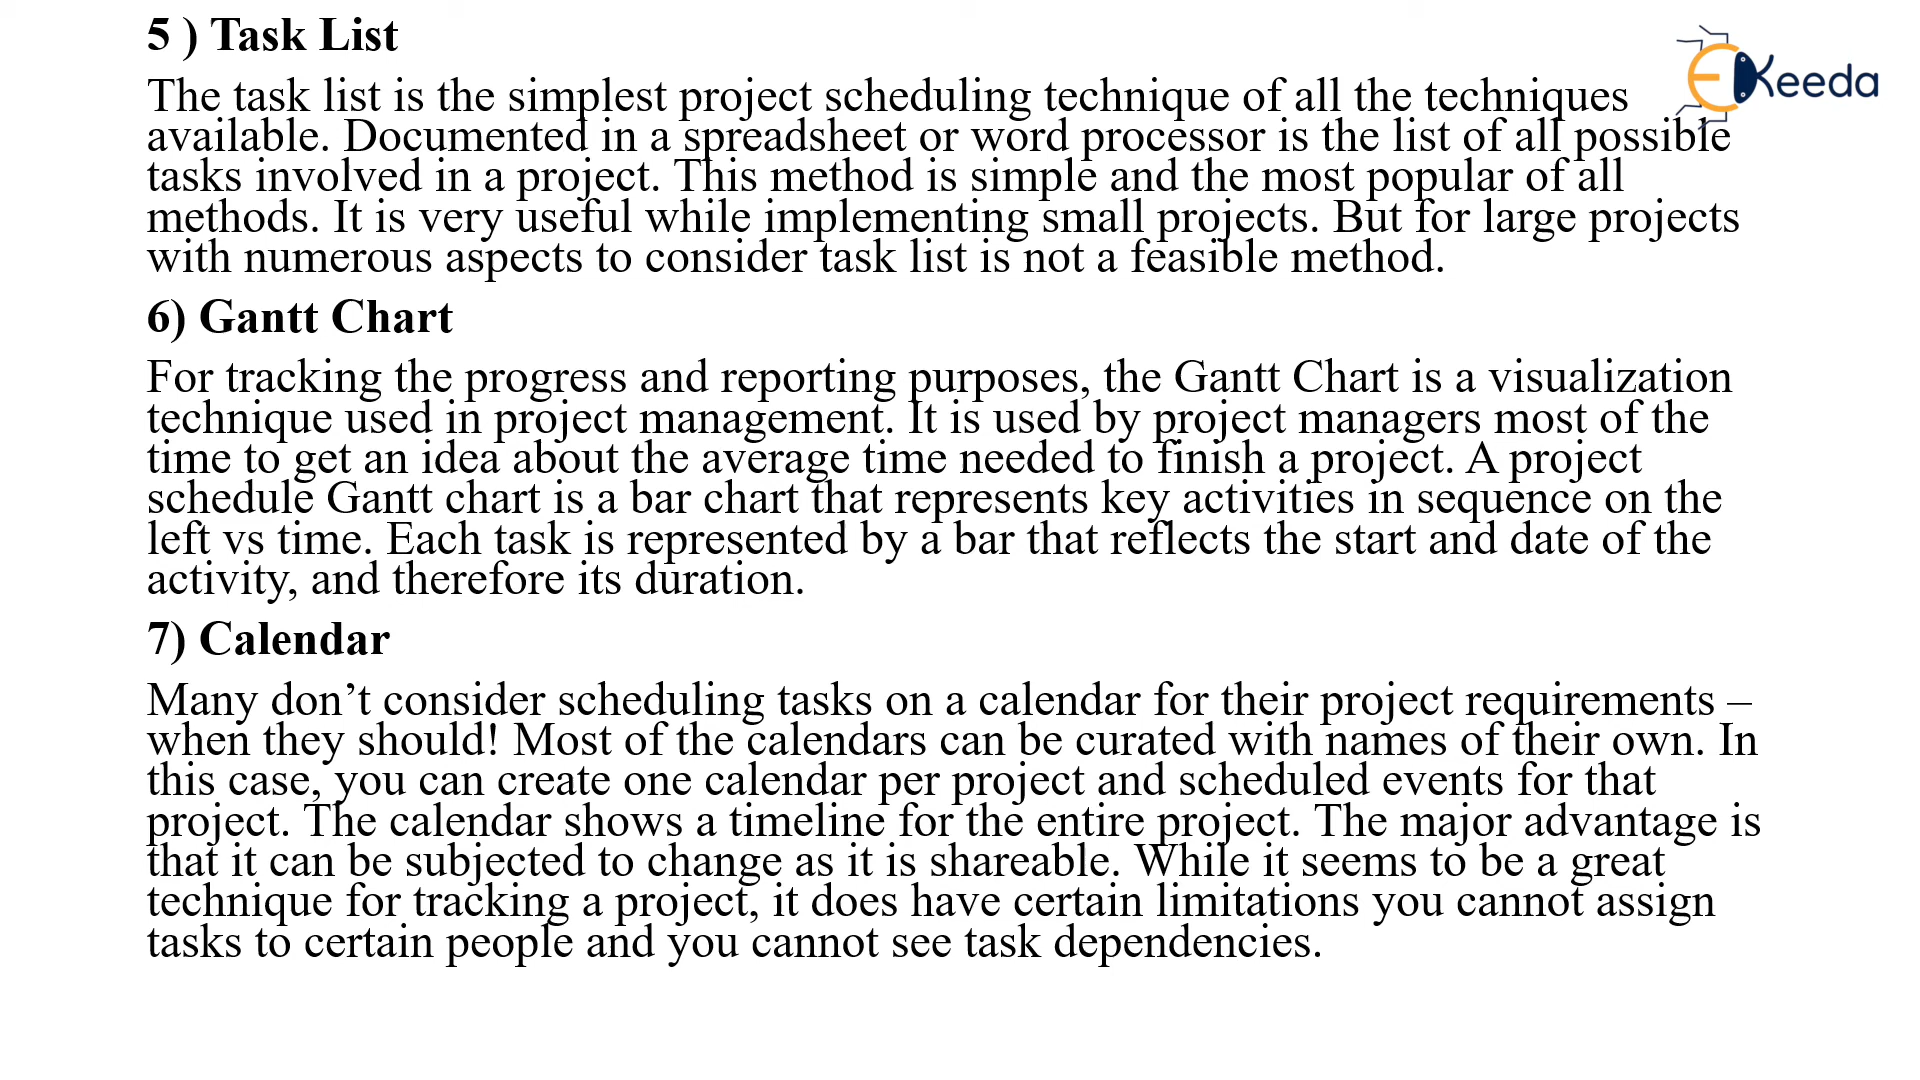 5 ) Task List
The task list is the simplest project scheduling technique of all the techniques
available. Documented in a spreadsheet or word processor is the list of all possible
tasks involved in a project. This method is simple and the most popular of all
methods. It is very useful while implementing small projects. But for large projects
with numerous aspects to consider task list is not a feasible method.
6) Gantt Chart
For tracking the progress and reporting purposes, the Gantt Chart is a visualization
technique used in project management. It is used by project managers most of the
time to get an idea about the average time needed to finish a project. A project
schedule Gantt chart is a bar chart that represents key activities in sequence on the
left vs time. Each task is represented by a bar that reflects the start and date of the
activity, and therefore its duration.
7) Calendar
Many don’t consider scheduling tasks on a calendar for their project requirements –
when they should! Most of the calendars can be curated with names of their own. In
this case, you can create one calendar per project and scheduled events for that
project. The calendar shows a timeline for the entire project. The major advantage is
that it can be subjected to change as it is shareable. While it seems to be a great
technique for tracking a project, it does have certain limitations you cannot assign
tasks to certain people and you cannot see task dependencies.
EKeeda